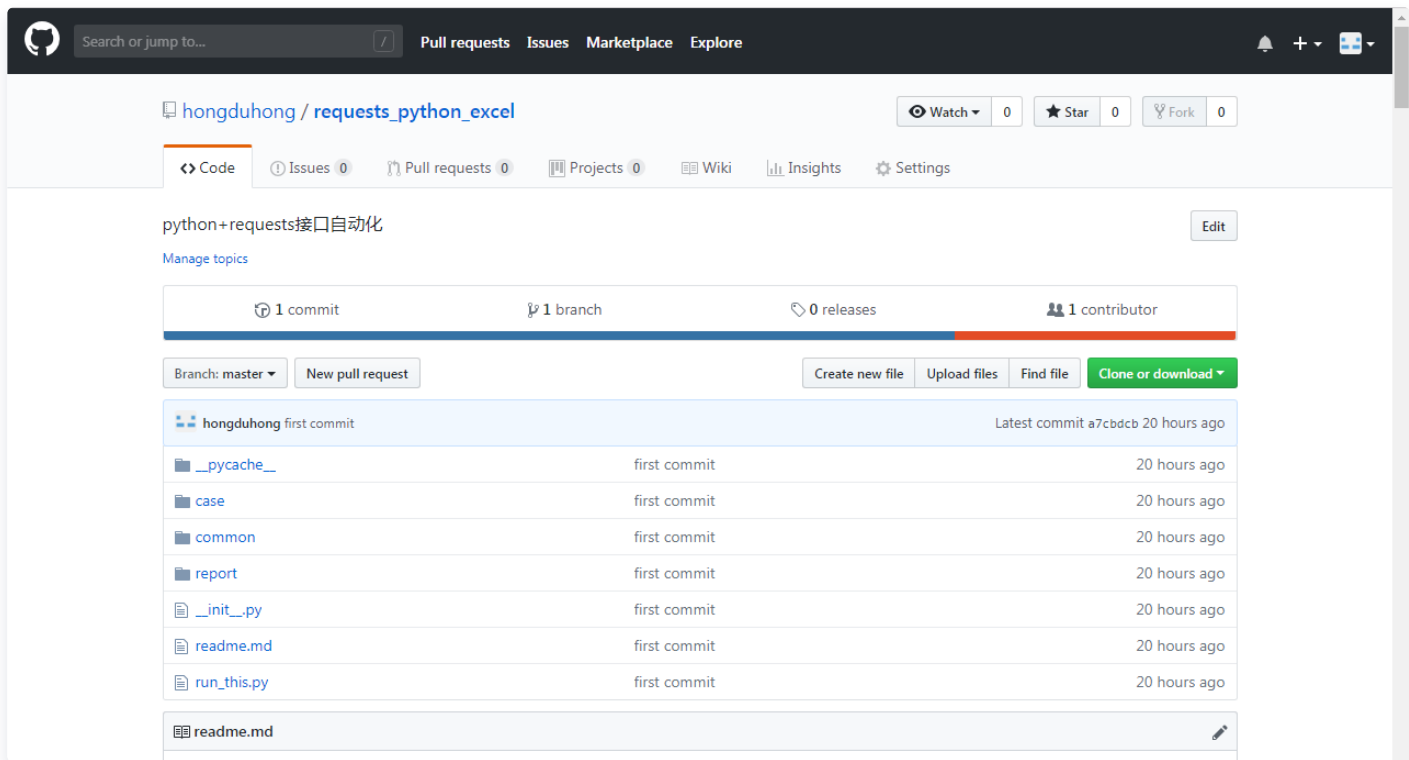 Search or jump to... / Pull requests Issues Marketplace Explore
hongduhong / requests_python_excel Watch 0 Star 0 Fork 0
Code Issues 0 Pull requests 0 Projects 0 Wiki Insights Settings
python+requests接口自动化 Edit
Manage topics
1 commit 1 branch 0 releases 1 contributor
Branch: master New pull request Create new file Upload files Find file Clone or download
hongduhong first commit Latest commit a7cbdcb 20 hours ago
__pycache__ first commit 20 hours ago
case first commit 20 hours ago
common first commit 20 hours ago
report first commit 20 hours ago
__init__.py first commit 20 hours ago
readme.md first commit 20 hours ago
run_this.py first commit 20 hours ago
readme.md